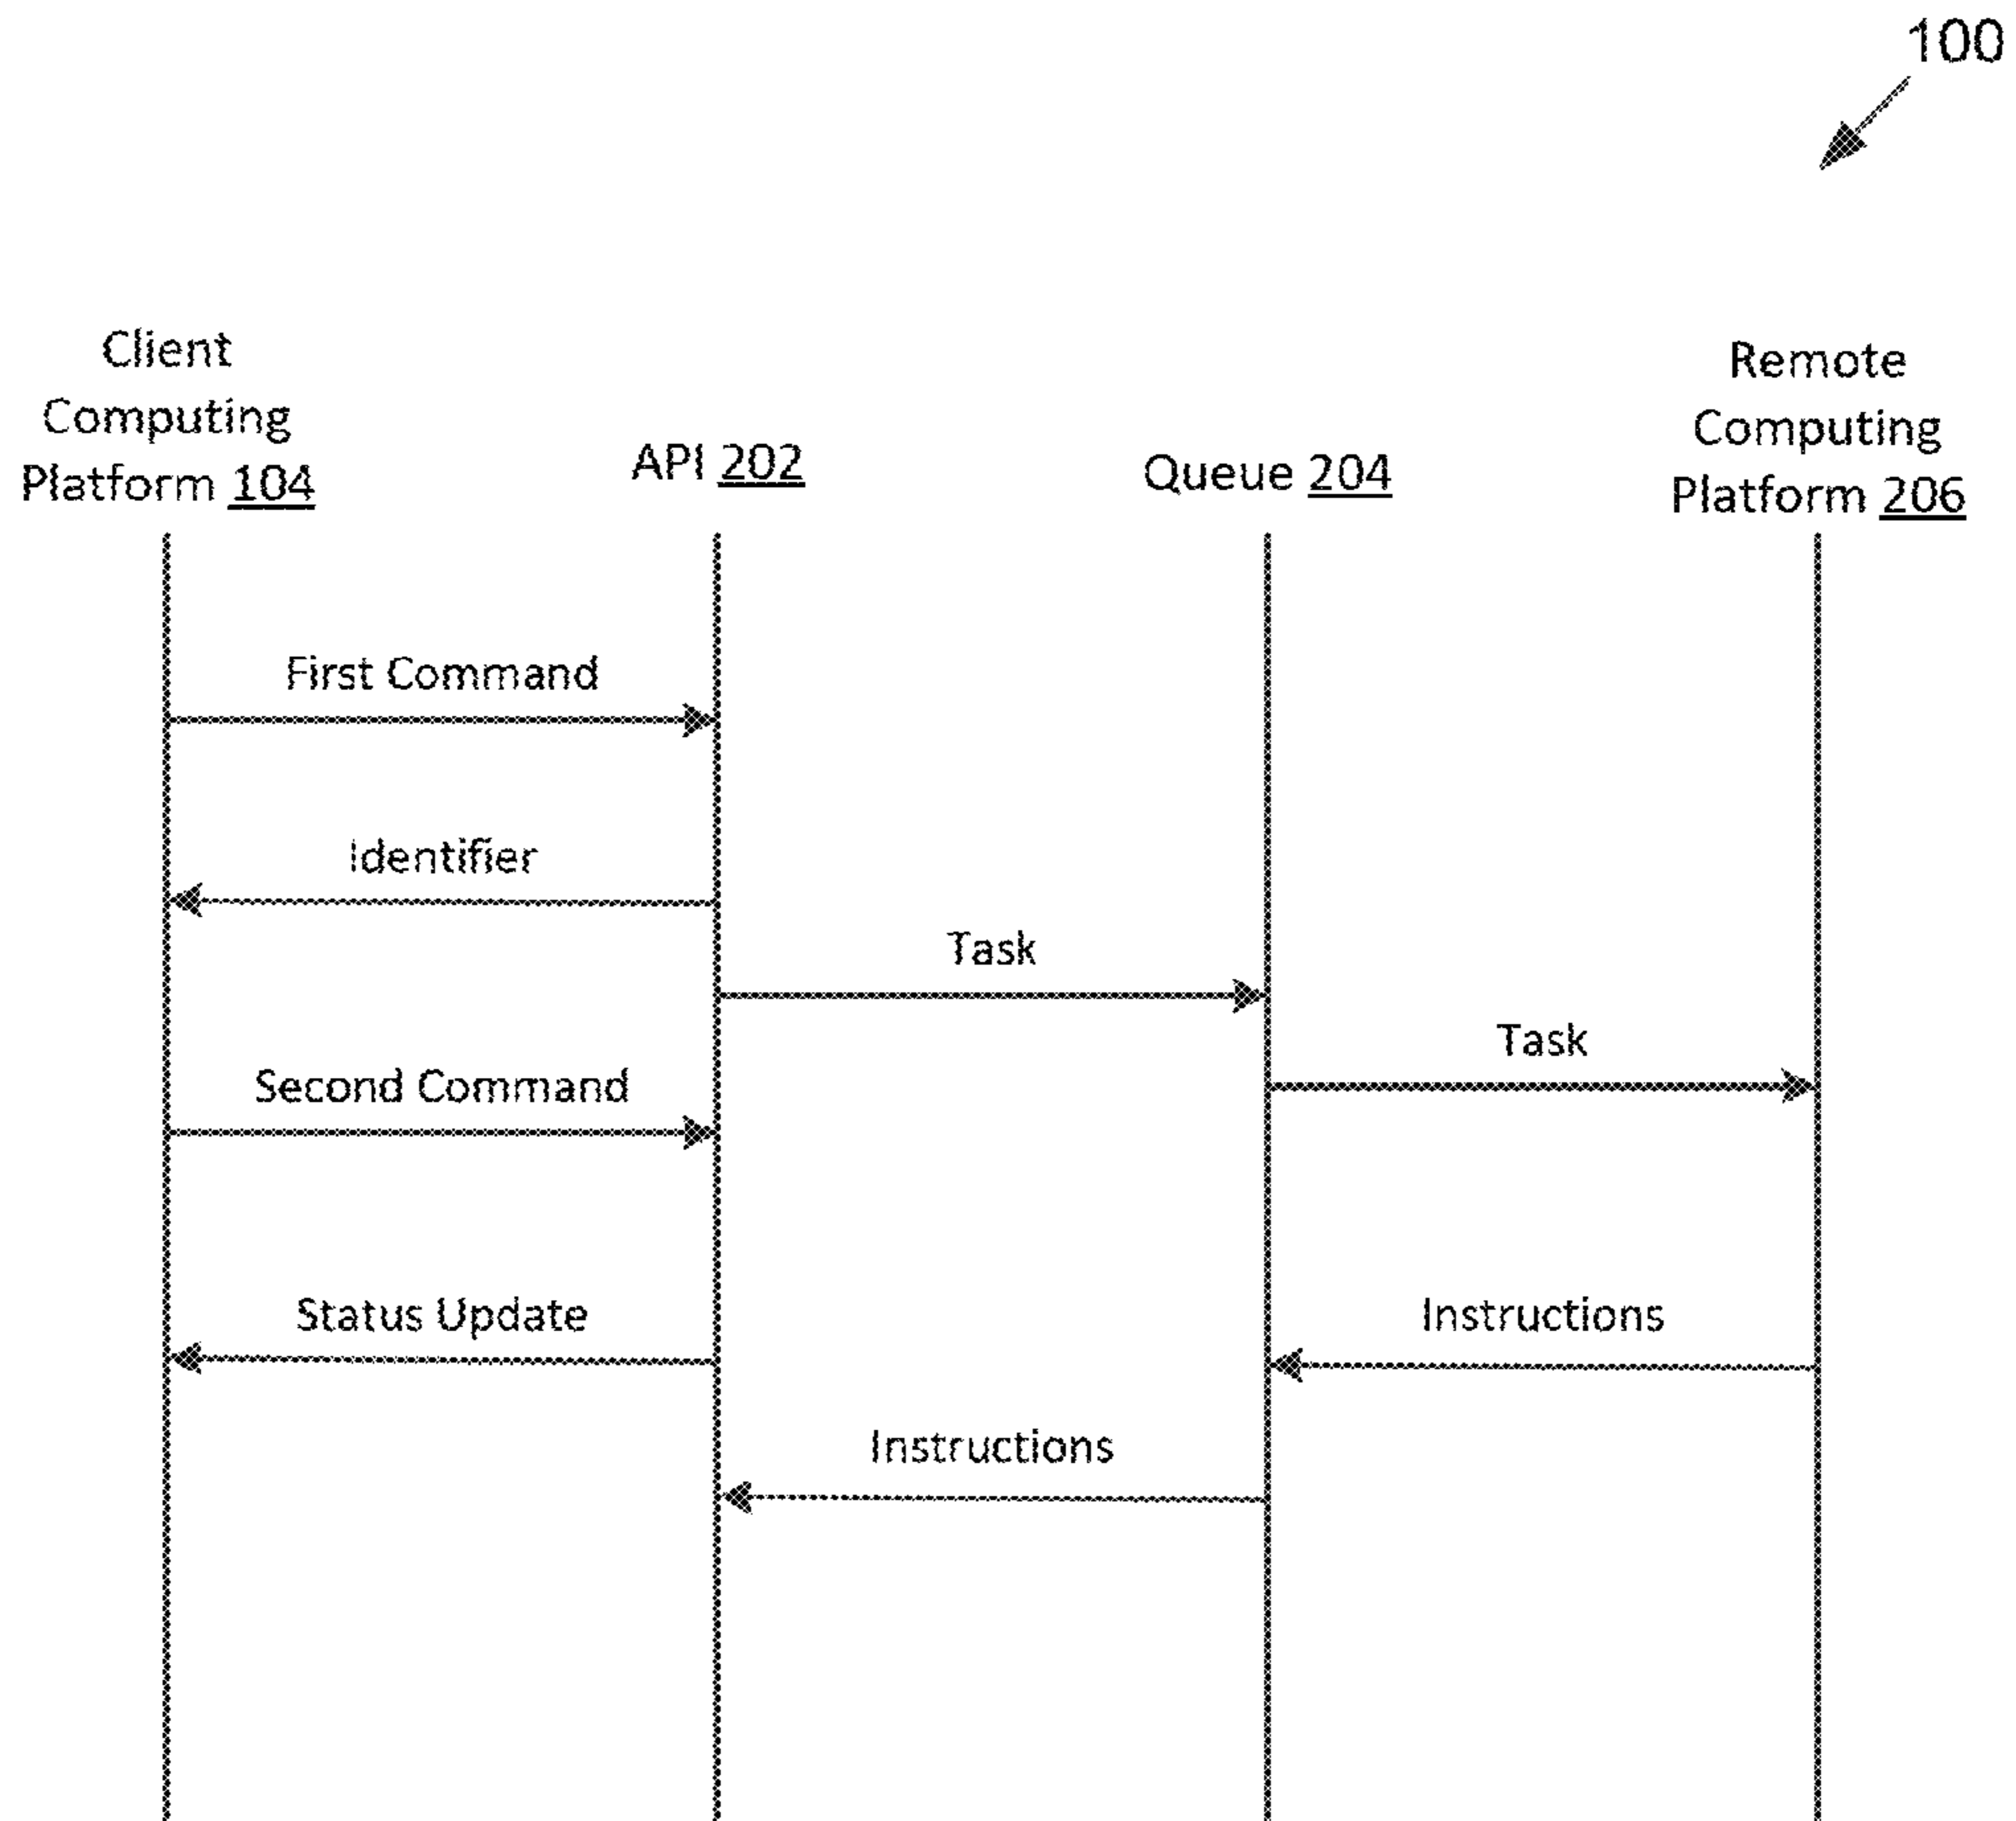 100
Client
Computing
Platform 104
API 202
Queue 204
Remote
Computing
Platform 206
First Command
Identifier
Task
Task
Second Command
Status Update
Instructions
Instructions